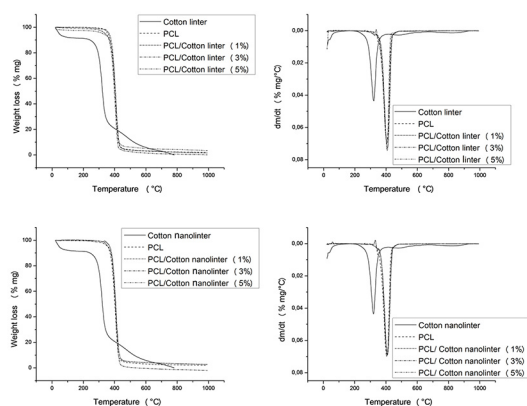 Weight loss ( % mg)
100
80
60
40
20
0
0 200 400 600 800 1000
Temperature ( °C)
Cotton linter
PCL
PCL/Cotton linter ( 1%)
PCL/Cotton linter ( 3%)
PCL/Cotton linter ( 5%)
dm/dt ( % mg/°C)
0,00
0,02
0,04
0,06
0,08
0 200 400 600 800 1000
Temperature ( °C)
Cotton linter
PCL
PCL/Cotton linter ( 1%)
PCL/Cotton linter ( 3%)
PCL/Cotton linter ( 5%)
Weight loss ( % mg)
100
80
60
40
20
0
0 200 400 600 800 1000
Temperature ( °C)
Cotton nanolinter
PCL
PCL/Cotton nanolinter ( 1%)
PCL/Cotton nanolinter ( 3%)
PCL/Cotton nanolinter ( 5%)
dm/dt ( % mg/°C)
0,00
0,02
0,04
0,06
0,08
0 200 400 600 800 1000
Temperature ( °C)
Cotton nanolinter
PCL
PCL/ Cotton nanolinter ( 1%)
PCL/ Cotton nanolinter ( 3%)
PCL/ Cotton nanolinter ( 5%)